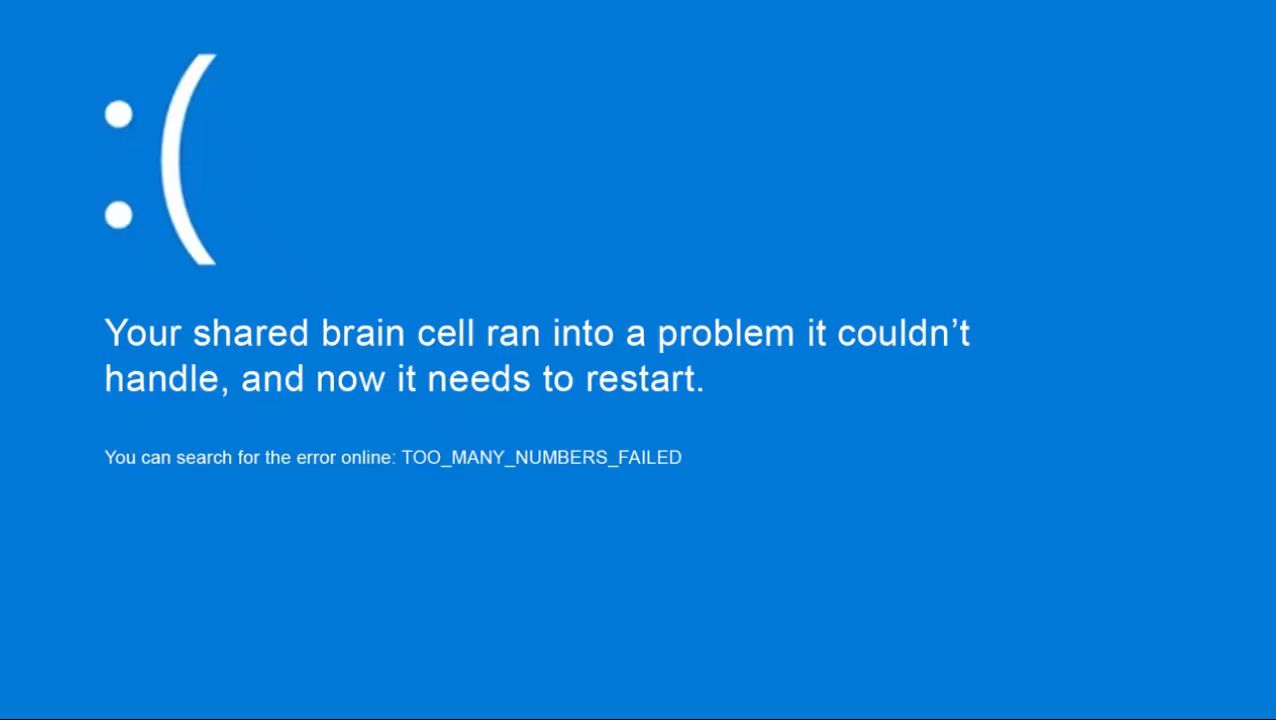 :(
Your shared brain cell ran into a problem it couldn’t
handle, and now it needs to restart.
You can search for the error online: TOO_MANY_NUMBERS_FAILED